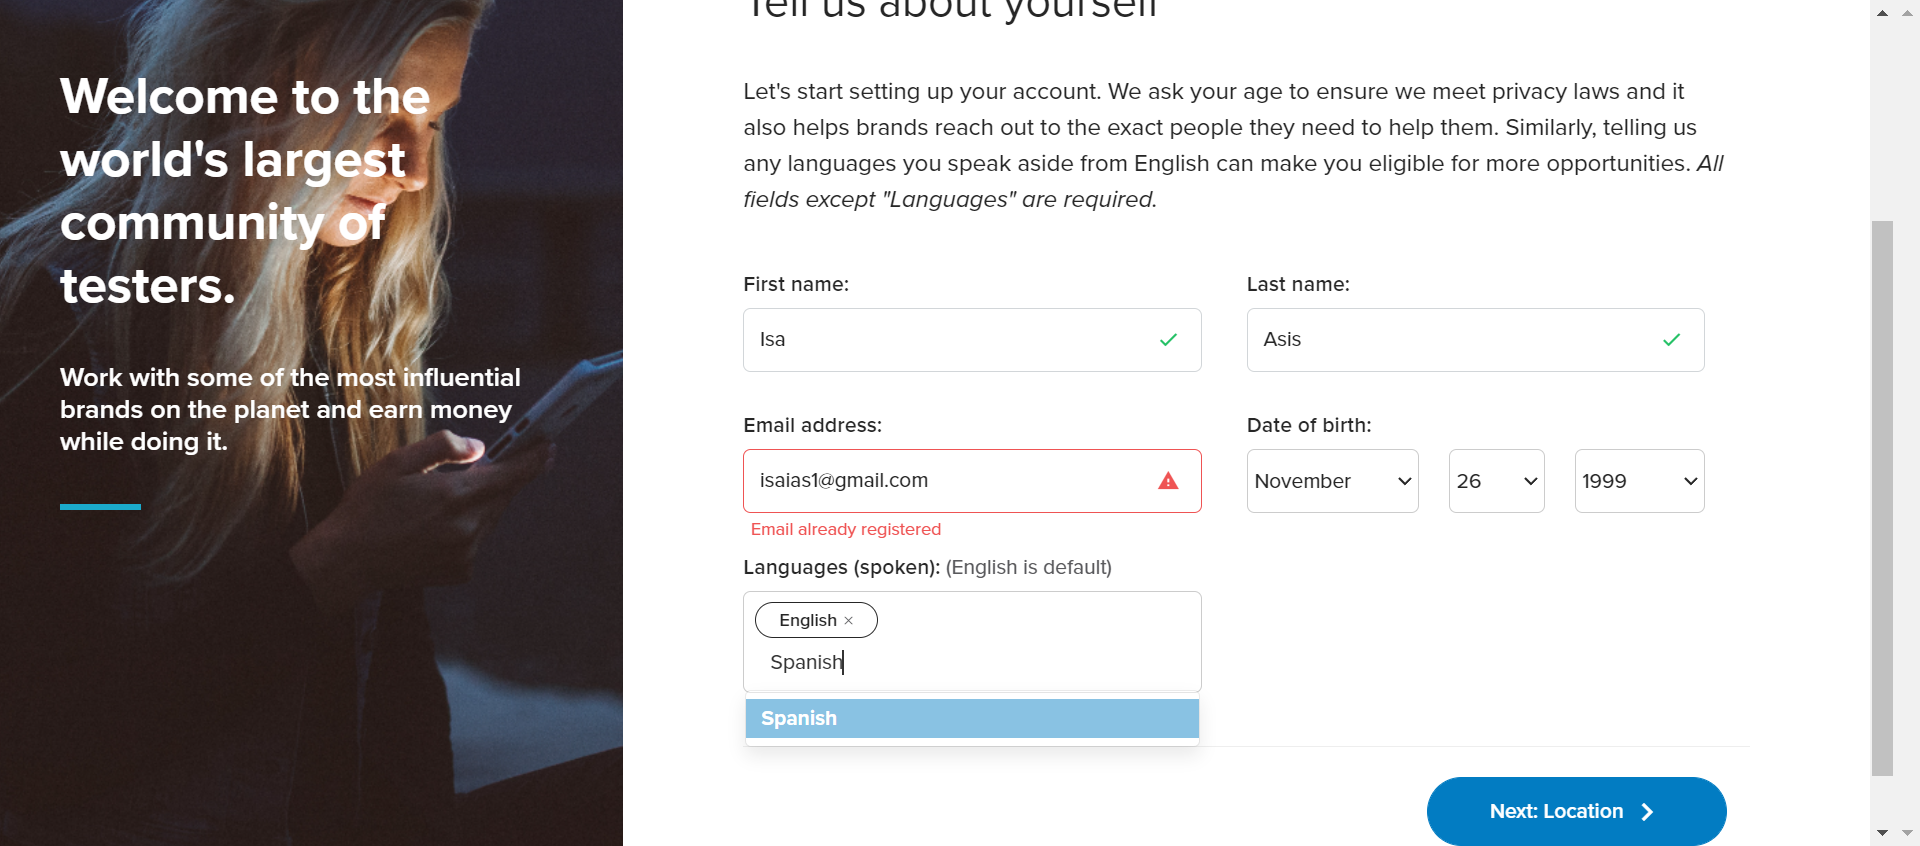 Welcome to the
world's largest
community of
testers.
Work with some of the most influential
brands on the planet and earn money
while doing it.
Tell us about yourself
Let's start setting up your account. We ask your age to ensure we meet privacy laws and it
also helps brands reach out to the exact people they need to help them. Similarly, telling us
any languages you speak aside from English can make you eligible for more opportunities. All
fields except "Languages" are required.
First name:
Last name:
Isa
Asis
Email address:
Date of birth:
isaias1@gmail.com
November
26
1999
Email already registered
Languages (spoken): (English is default)
English ×
Spanish
Spanish
Next: Location